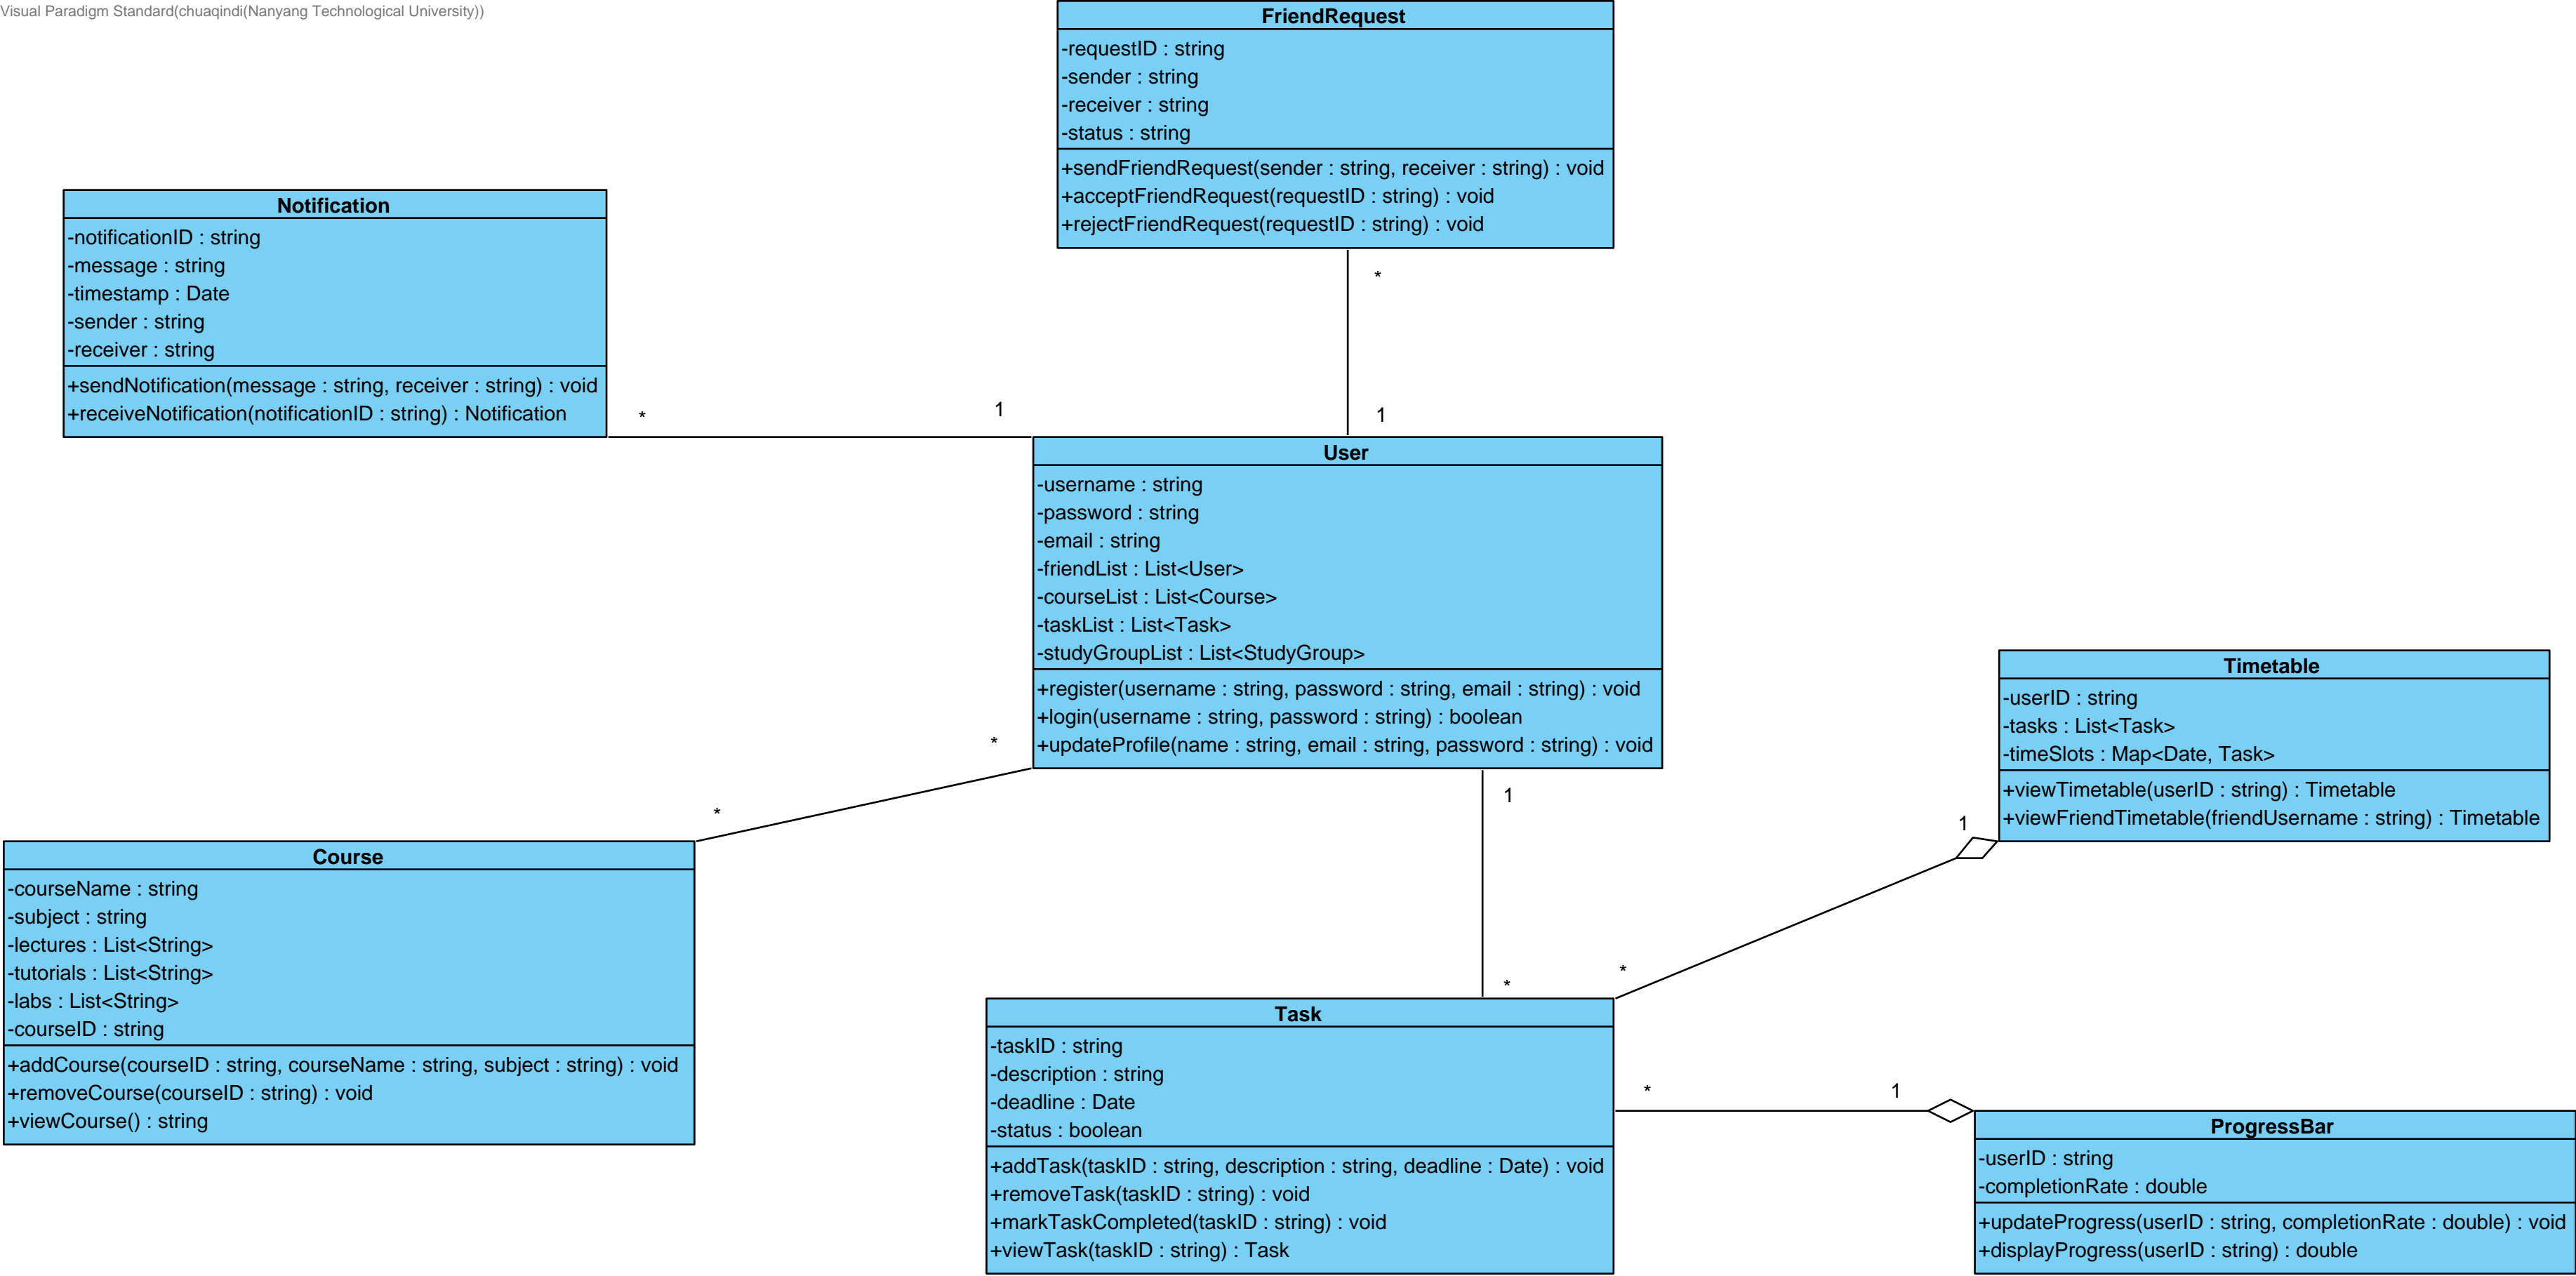 Visual Paradigm Standard(chuaqindi(Nanyang Technological University))
FriendRequest
-requestID : string
-sender : string
-receiver : string
-status : string
+sendFriendRequest(sender : string, receiver : string) : void
+acceptFriendRequest(requestID : string) : void
+rejectFriendRequest(requestID : string) : void
*
1
Notification
-notificationID : string
-message : string
-timestamp : Date
-sender : string
-receiver : string
+sendNotification(message : string, receiver : string) : void
+receiveNotification(notificationID : string) : Notification
*
1
User
-username : string
-password : string
-email : string
-friendList : List<User>
-courseList : List<Course>
-taskList : List<Task>
-studyGroupList : List<StudyGroup>
+register(username : string, password : string, email : string) : void
+login(username : string, password : string) : boolean
+updateProfile(name : string, email : string, password : string) : void
*
*
1
*
Timetable
-userID : string
-tasks : List<Task>
-timeSlots : Map<Date, Task>
+viewTimetable(userID : string) : Timetable
+viewFriendTimetable(friendUsername : string) : Timetable
1
*
Course
-courseName : string
-subject : string
-lectures : List<String>
-tutorials : List<String>
-labs : List<String>
-courseID : string
+addCourse(courseID : string, courseName : string, subject : string) : void
+removeCourse(courseID : string) : void
+viewCourse() : string
Task
-taskID : string
-description : string
-deadline : Date
-status : boolean
+addTask(taskID : string, description : string, deadline : Date) : void
+removeTask(taskID : string) : void
+markTaskCompleted(taskID : string) : void
+viewTask(taskID : string) : Task
*
1
ProgressBar
-userID : string
-completionRate : double
+updateProgress(userID : string, completionRate : double) : void
+displayProgress(userID : string) : double